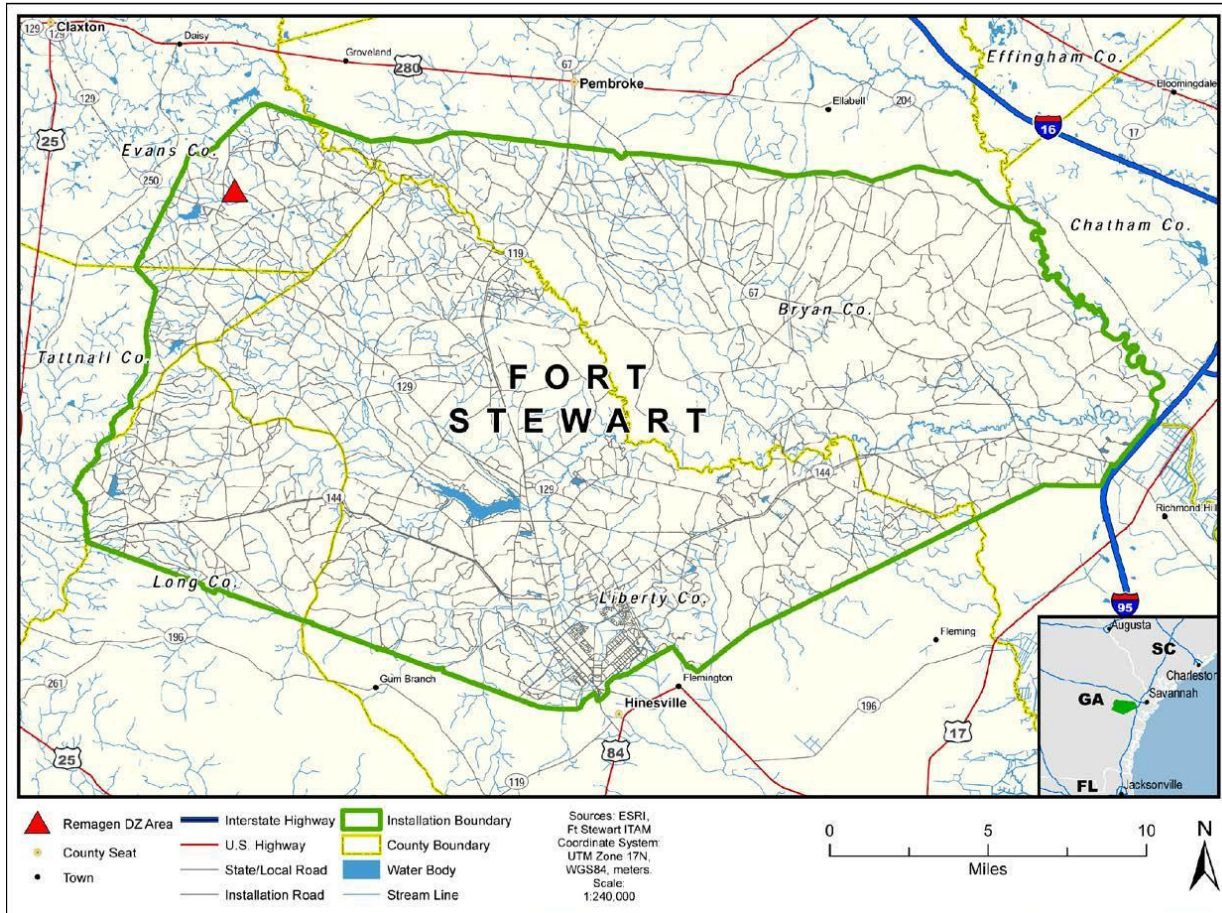 129
129
Claxton
Daisy
Groveland
280
67
Pembroke
Effingham Co.
Bloomingdale
Ellabell
204
16
17
129
25
Evans Co.
250
Chatham Co.
119
67
Bryan Co.
Tattnall Co.
129
FORT
STEWART
144
129
144
Richmond Hill
Long Co.
Liberty Co.
95
196
Fleming
261
Gum Branch
Flemington
Hinesville
196
17
84
25
119
Augusta
SC
Charleston
GA
Savannah
FL
Jacksonville
Remagen DZ Area
County Seat
Town
Interstate Highway
U.S. Highway
State/Local Road
Installation Road
Installation Boundary
County Boundary
Water Body
Stream Line
Sources: ESRI,
Ft Stewart ITAM
Coordinate System:
UTM Zone 17N,
WGS84, meters.
Scale:
1:240,000
0 5 10
Miles
N